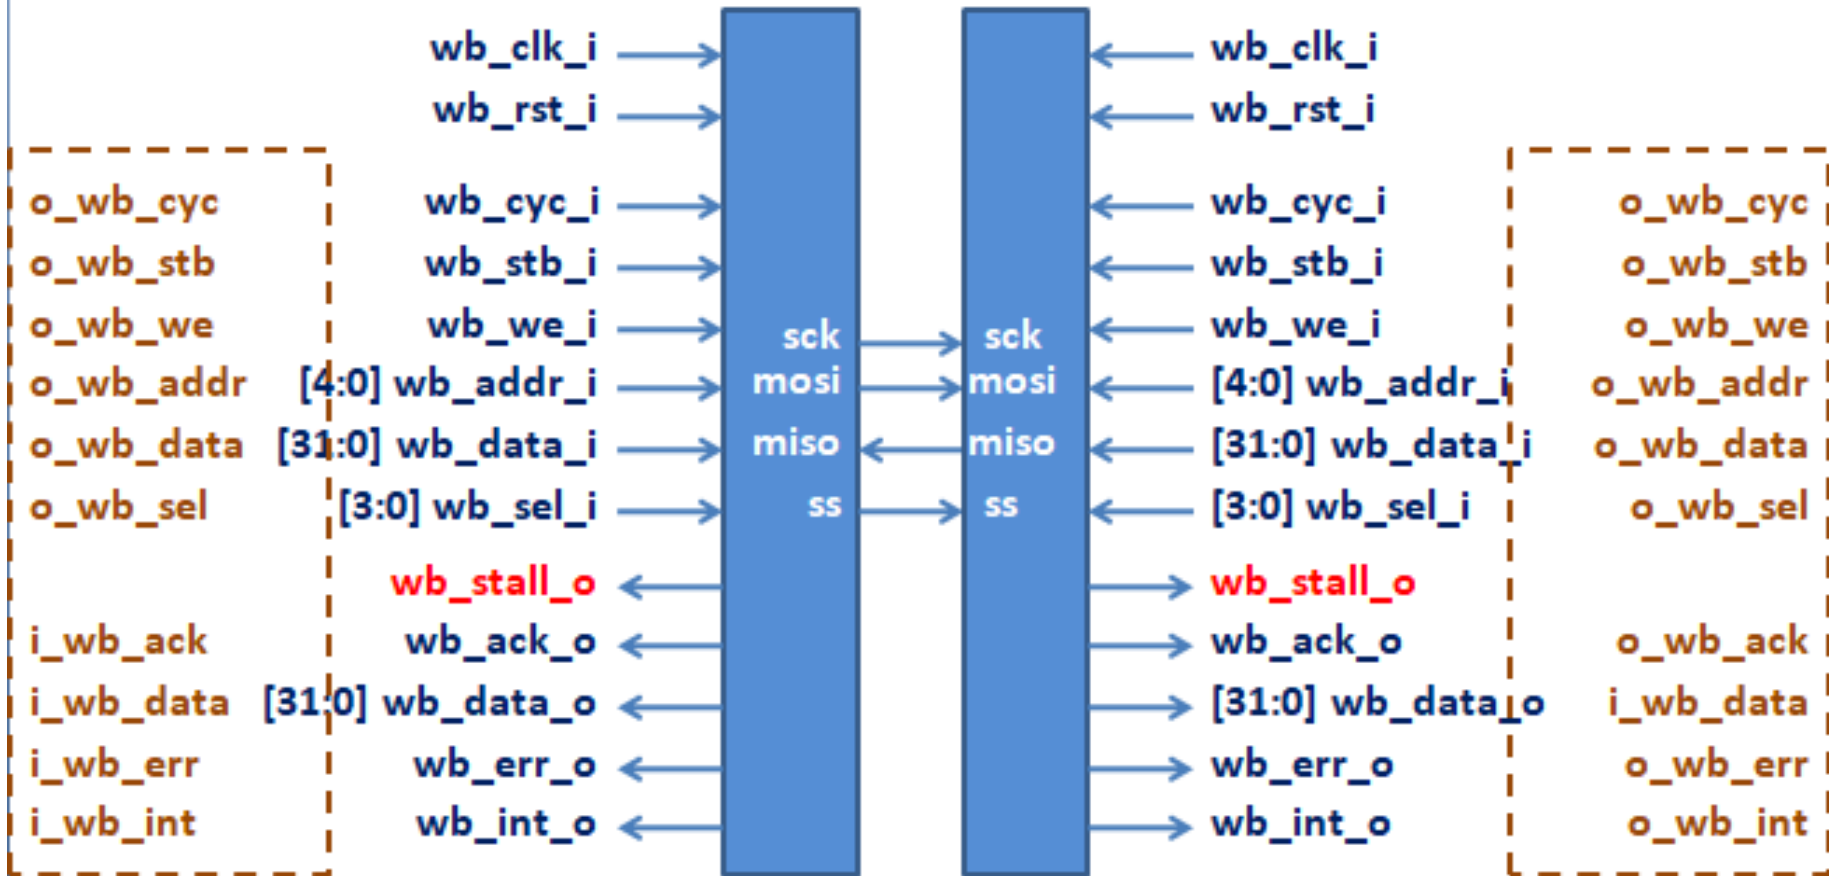 wb_clk_i wb_clk_i
wb_rst_i wb_rst_i
o_wb_cyc wb_cyc_i wb_cyc_i o_wb_cyc
o_wb_stb wb_stb_i wb_stb_i o_wb_stb
o_wb_we wb_we_i sck sck wb_we_i o_wb_we
o_wb_addr [4:0] wb_addr_i mosi mosi [4:0] wb_addr_i o_wb_addr
o_wb_data [31:0] wb_data_i miso miso [31:0] wb_data_i o_wb_data
o_wb_sel [3:0] wb_sel_i ss ss [3:0] wb_sel_i o_wb_sel
wb_stall_o wb_stall_o
i_wb_ack wb_ack_o wb_ack_o o_wb_ack
i_wb_data [31:0] wb_data_o [31:0] wb_data_o i_wb_data
i_wb_err wb_err_o wb_err_o o_wb_err
i_wb_int wb_int_o wb_int_o o_wb_int